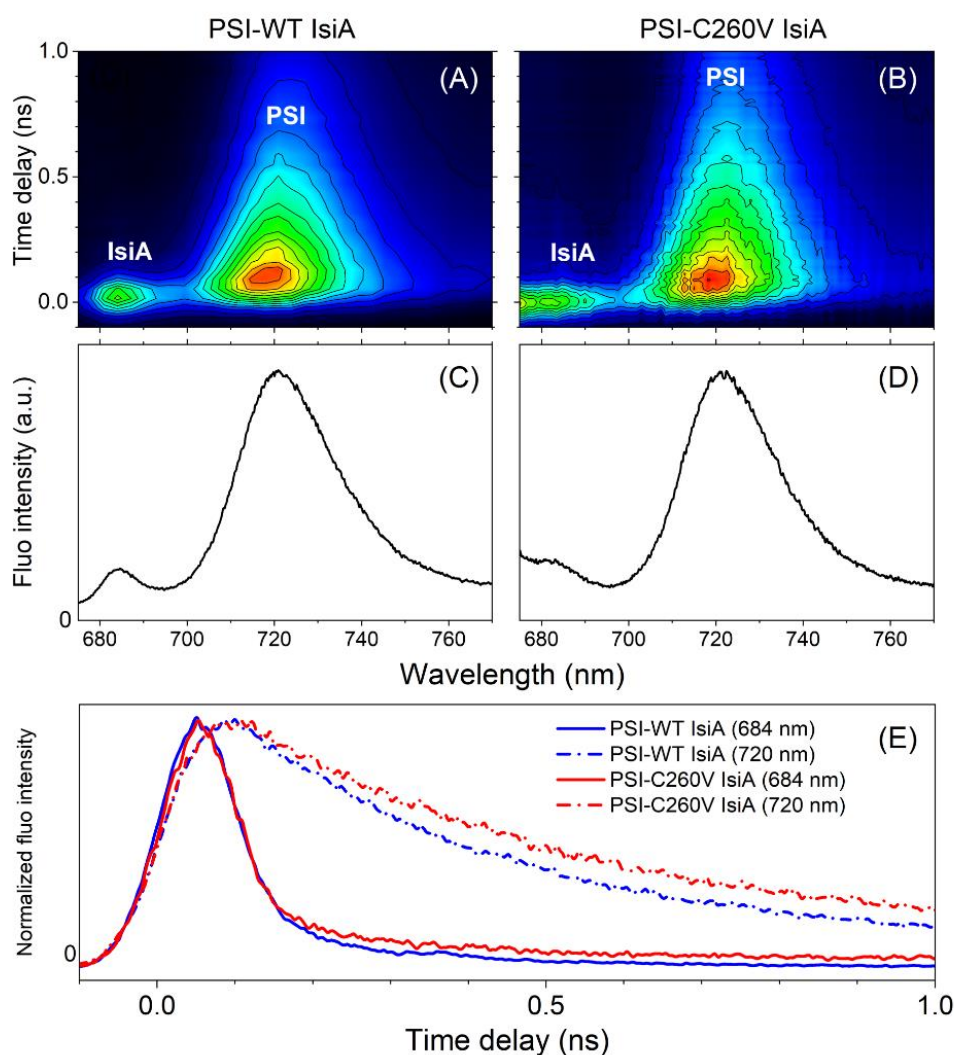 PSI-WT IsiA
PSI-C260V IsiA
1.0
0.5
0.0
Time delay (ns)
(A)
PSI
IsiA
(B)
PSI
IsiA
Fluo intensity (a.u.)
0
(C)
(D)
680 700 720 740 760
680 700 720 740 760
Wavelength (nm)
Normalized fluo intensity
0
PSI-WT IsiA (684 nm)
PSI-WT IsiA (720 nm)
PSI-C260V IsiA (684 nm)
PSI-C260V IsiA (720 nm)
(E)
0.0 0.5 1.0
Time delay (ns)